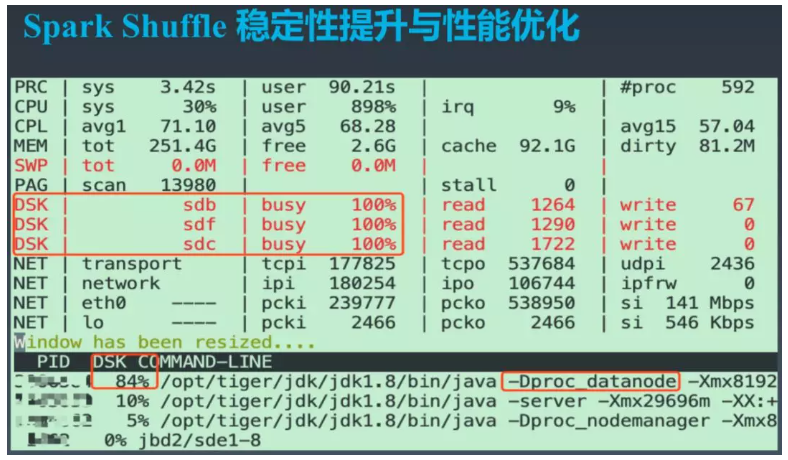 Spark Shuffle 稳定性提升与性能优化
PRC | sys 3.42s | user 90.21s | | #proc 592
CPU | sys 30% | user 898% | irq 9% |
CPL | avg1 71.10 | avg5 68.28 | | avg15 57.04
MEM | tot 251.4G | free 2.6G | cache 92.1G | dirty 81.2M
SWP | tot 0.0M | free 0.0M | |
PAG | scan 13980 | | stall 0 |
DSK | sdb | busy 100% | read 1264 | write 67
DSK | sdf | busy 100% | read 1290 | write 0
DSK | sdc | busy 100% | read 1722 | write 0
NET | transport | tcpi 177825 | tcpo 537684 | udpi 2436
NET | network | ipi 180254 | ipo 106744 | ipfrw 0
NET | eth0 ---- | pcki 239777 | pcko 538950 | si 141 Mbps
NET | lo ---- | pcki 2466 | pcko 2466 | si 546 Kbps
Window has been resized....
PID DSK COMMAND-LINE
84% /opt/tiger/jdk/jdk1.8/bin/java -Dproc_datanode -Xmx8192
10% /opt/tiger/jdk/jdk1.8/bin/java -server -Xmx29696m -XX:+
5% /opt/tiger/jdk/jdk1.8/bin/java -Dproc_nodemanager -Xmx8
0% jbd2/sde1-8